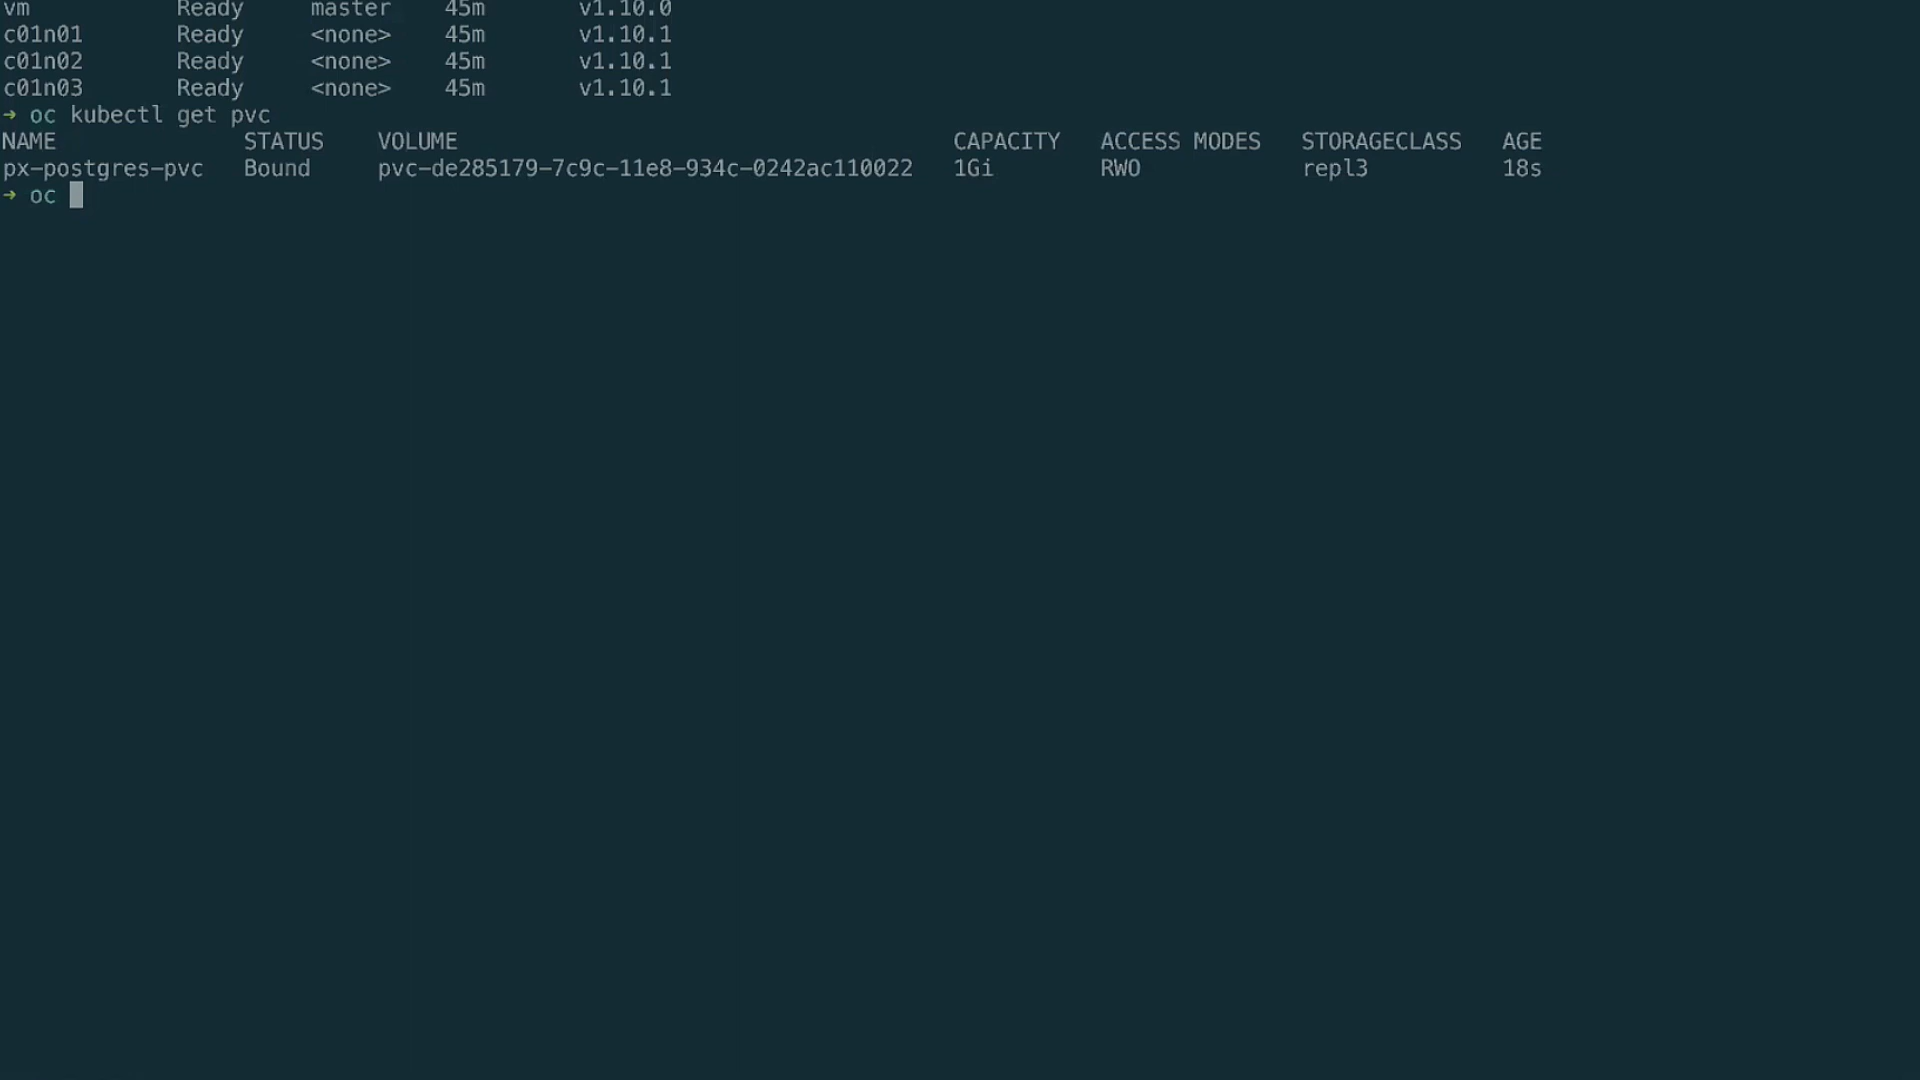 vm Ready master 45m v1.10.0
c01n01 Ready <none> 45m v1.10.1
c01n02 Ready <none> 45m v1.10.1
c01n03 Ready <none> 45m v1.10.1
➜ oc kubectl get pvc
NAME STATUS VOLUME CAPACITY ACCESS MODES STORAGECLASS AGE
px-postgres-pvc Bound pvc-de285179-7c9c-11e8-934c-0242ac110022 1Gi RWO repl3 18s
➜ oc